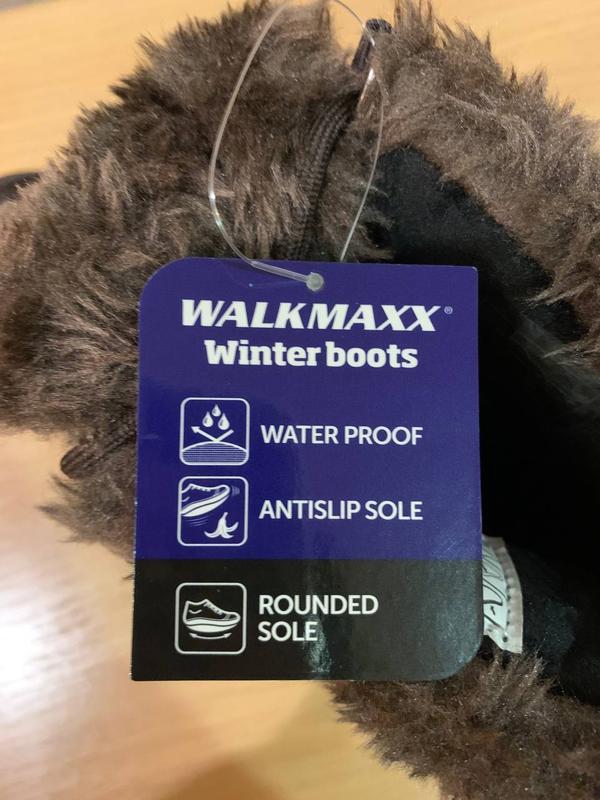 WALKMAXX®
Winter boots
WATER PROOF
ANTISLIP SOLE
ROUNDED
SOLE